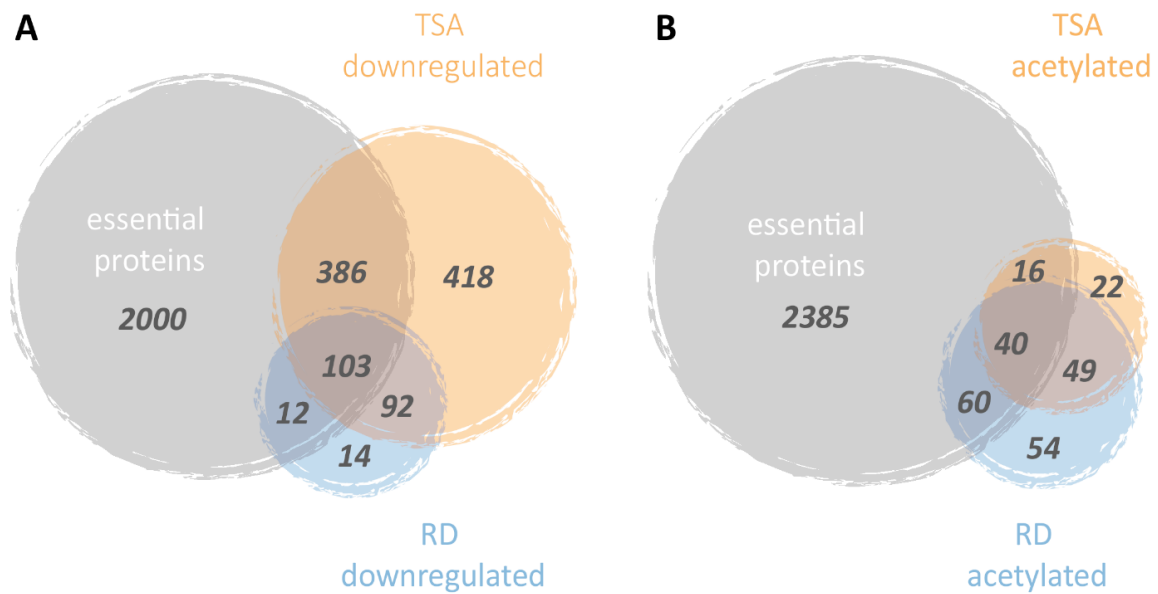 A
TSA
downregulated
essential
proteins
2000
386
418
103
12
92
14
RD
downregulated
B
TSA
acetylated
essential
proteins
2385
16
22
40
49
60
54
RD
acetylated